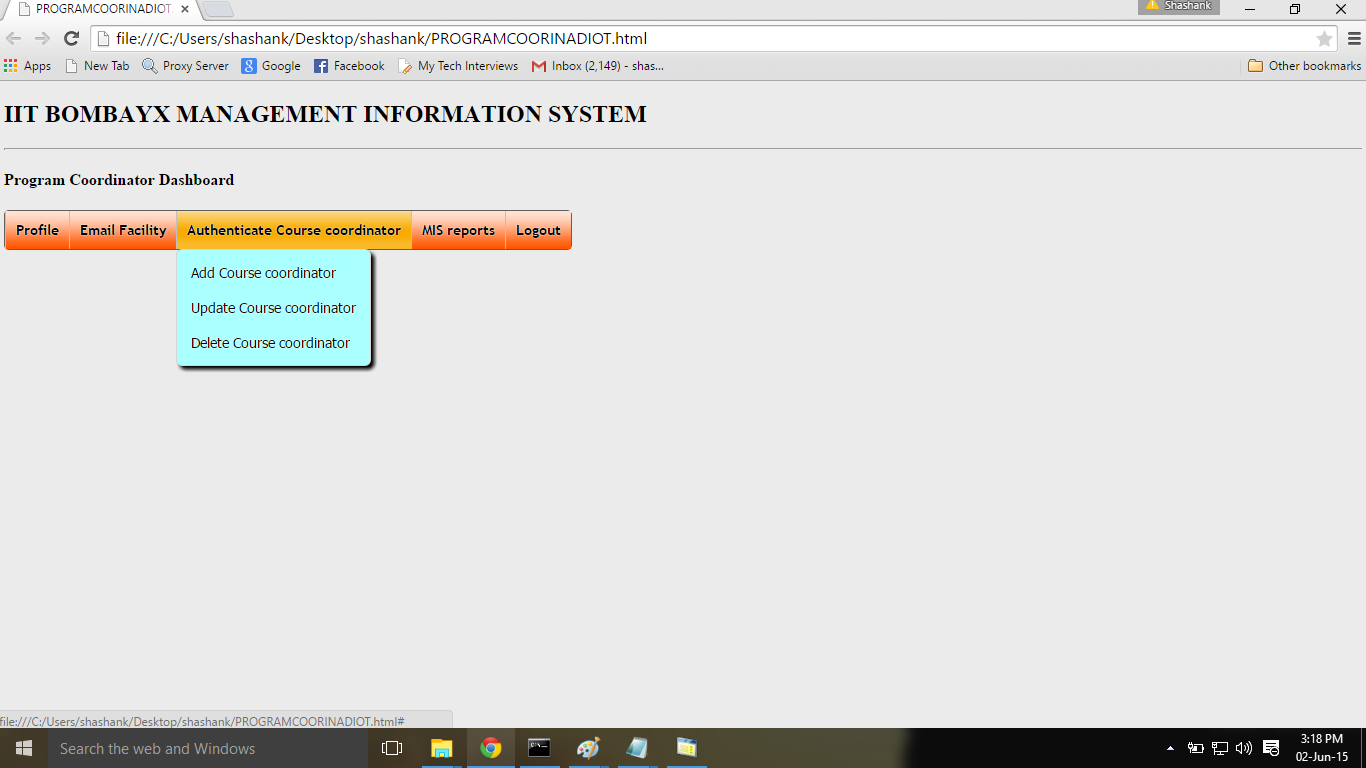 PROGRAMCOORINADIOT.
Shashank
file:///C:/Users/shashank/Desktop/shashank/PROGRAMCOORINADIOT.html
Apps New Tab Proxy Server Google Facebook My Tech Interviews Inbox (2,149) - shas... Other bookmarks
IIT BOMBAYX MANAGEMENT INFORMATION SYSTEM
Program Coordinator Dashboard
Profile Email Facility Authenticate Course coordinator MIS reports Logout
Add Course coordinator
Update Course coordinator
Delete Course coordinator
file:///C:/Users/shashank/Desktop/shashank/PROGRAMCOORINADIOT.html#
Search the web and Windows
3:18 PM
02-Jun-15